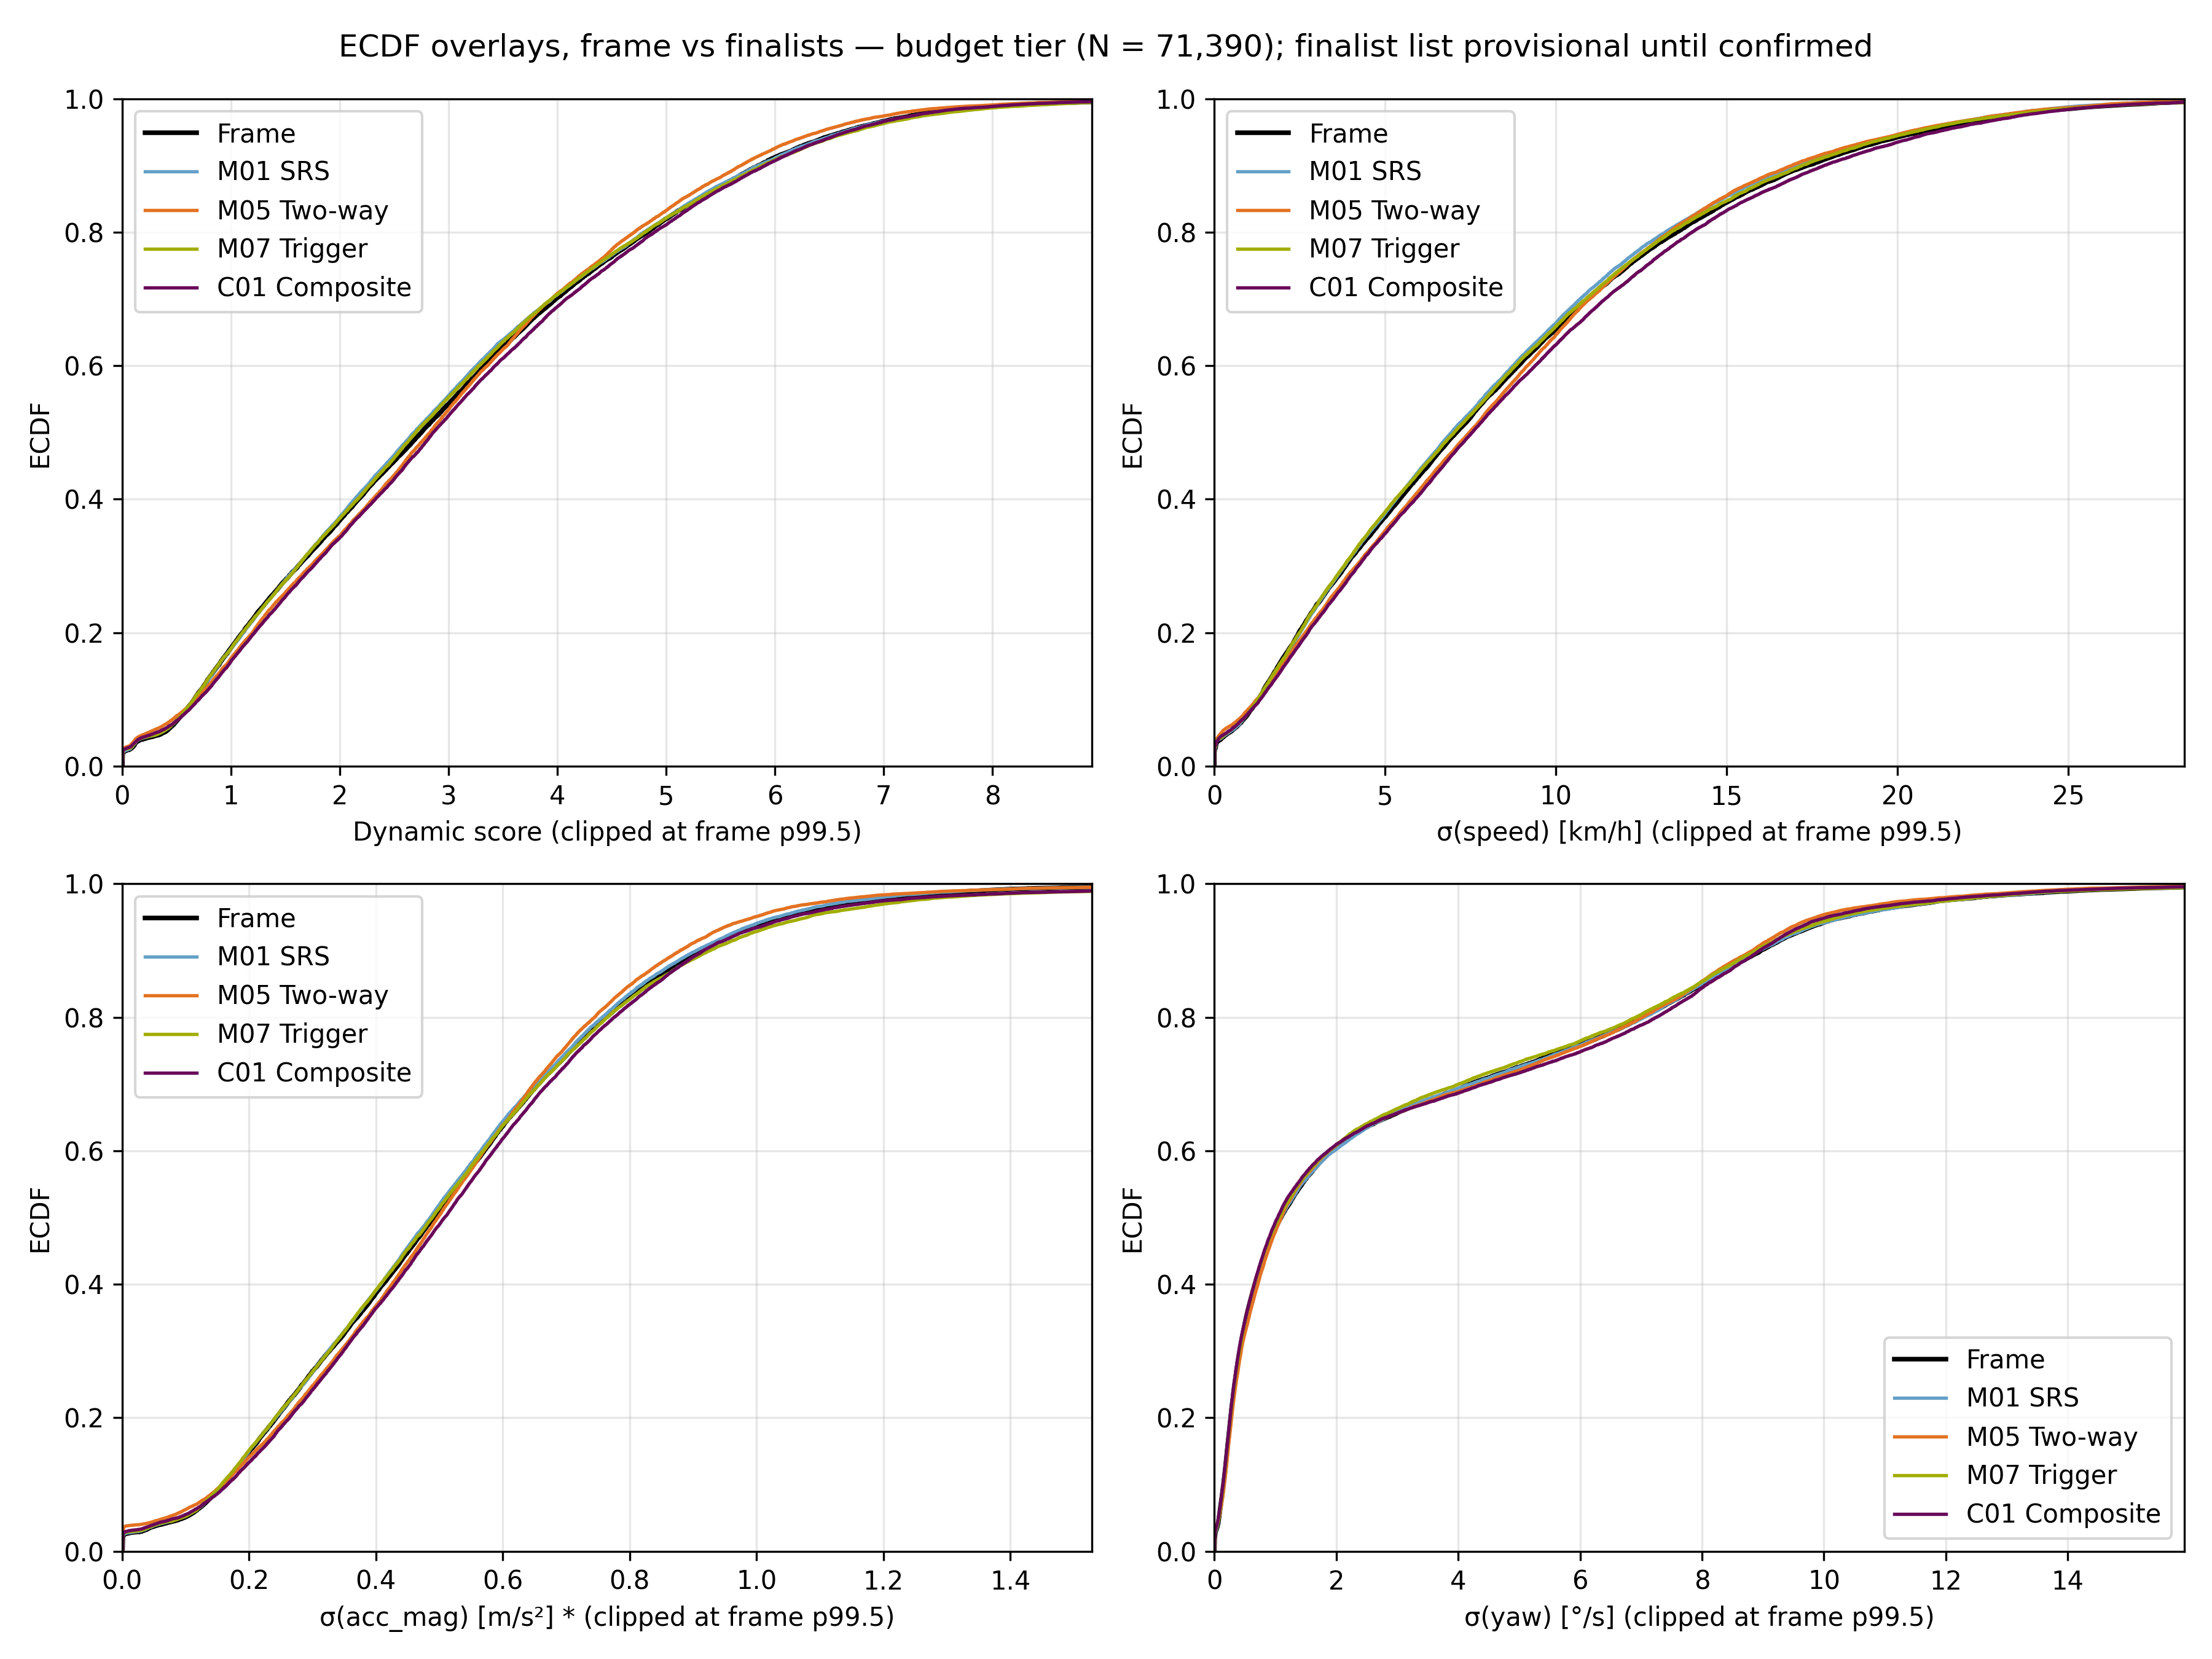 ECDF overlays, frame vs finalists — budget tier (N = 71,390); finalist list provisional until confirmed
1.0
0.8
0.6
0.4
0.2
0.0
ECDF
Frame
M01 SRS
M05 Two-way
M07 Trigger
C01 Composite
0 1 2 3 4 5 6 7 8
Dynamic score (clipped at frame p99.5)
1.0
0.8
0.6
0.4
0.2
0.0
ECDF
Frame
M01 SRS
M05 Two-way
M07 Trigger
C01 Composite
0 5 10 15 20 25
σ(speed) [km/h] (clipped at frame p99.5)
1.0
0.8
0.6
0.4
0.2
0.0
ECDF
Frame
M01 SRS
M05 Two-way
M07 Trigger
C01 Composite
0.0 0.2 0.4 0.6 0.8 1.0 1.2 1.4
σ(acc_mag) [m/s²] * (clipped at frame p99.5)
1.0
0.8
0.6
0.4
0.2
0.0
ECDF
Frame
M01 SRS
M05 Two-way
M07 Trigger
C01 Composite
0 2 4 6 8 10 12 14
σ(yaw) [°/s] (clipped at frame p99.5)